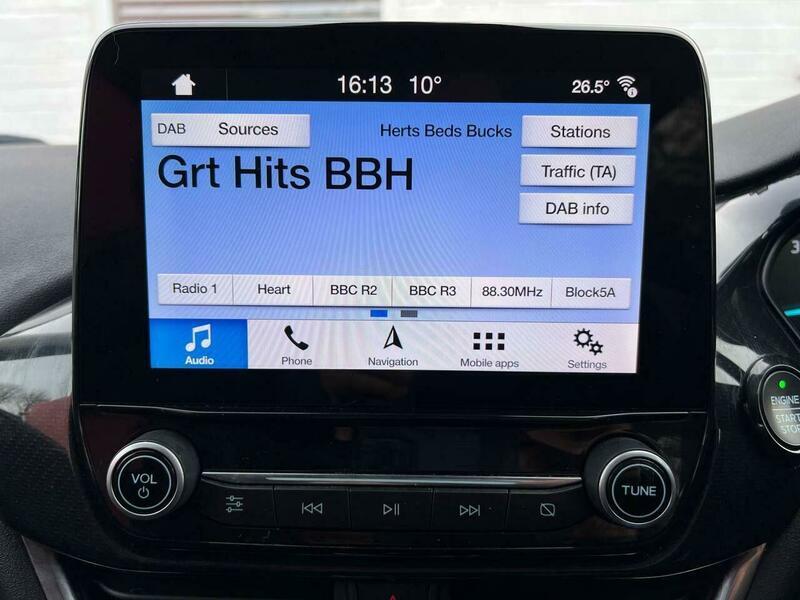 16:13 10° 26.5°
DAB Sources Herts Beds Bucks Stations
Grt Hits BBH Traffic (TA)
DAB info
Radio 1 Heart BBC R2 BBC R3 88.30MHz Block5A
Audio Phone Navigation Mobile apps Settings
ENGINE
START
STOP
VOL
TUNE